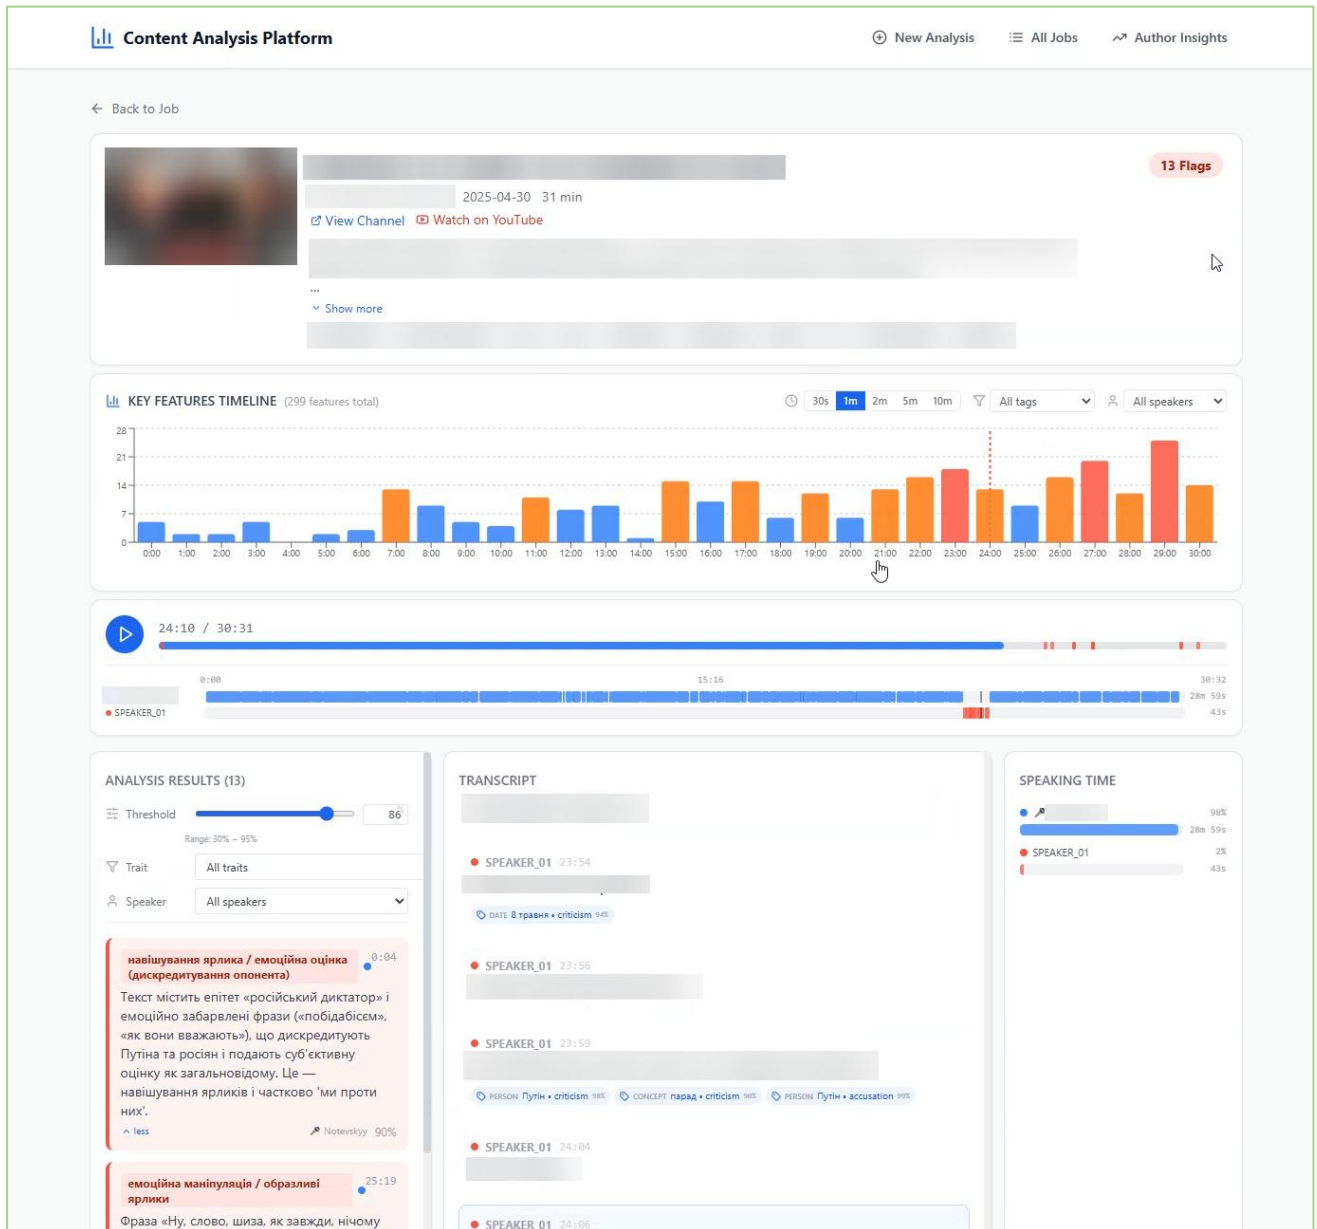 Content Analysis Platform
New Analysis
All Jobs
Author Insights
Back to Job
13 Flags
2025-04-30 31 min
View Channel Watch on YouTube
...
Show more
KEY FEATURES TIMELINE (299 features total)
30s 1m 2m 5m 10m All tags All speakers
28
21
14
7
0
0:00 1:00 2:00 3:00 4:00 5:00 6:00 7:00 8:00 9:00 10:00 11:00 12:00 13:00 14:00 15:00 16:00 17:00 18:00 19:00 20:00 21:00 22:00 23:00 24:00 25:00 26:00 27:00 28:00 29:00 30:00
24:10 / 30:31
0:00 15:16 30:32
28m 59s
SPEAKER_01 43s
ANALYSIS RESULTS (13)
Threshold 86
Range: 30% – 95%
Trait All traits
Speaker All speakers
навішування ярлика / емоційна оцінка 0:04
(дискредитування опонента)
Текст містить епітет «російський диктатор» і
емоційно забарвлені фрази («побідабісєм»,
«як вони вважають»), що дискредитують
Путіна та росіян і подають суб'єктивну
оцінку як загальновідому. Це —
навішування ярликів і частково 'ми проти
них'.
less Notevskyy 90%
емоційна маніпуляція / образливі 25:19
ярлики
Фраза «Ну, слово, шиза, як завжди, нічому
TRANSCRIPT
SPEAKER_01 23:54
DATE 8 травня • criticism 94%
SPEAKER_01 23:56
SPEAKER_01 23:59
PERSON Путін • criticism 98% CONCEPT парад • criticism 98% PERSON Путін • accusation 99%
SPEAKER_01 24:04
SPEAKER_01 24:06
SPEAKING TIME
98%
28m 59s
SPEAKER_01 2%
43s